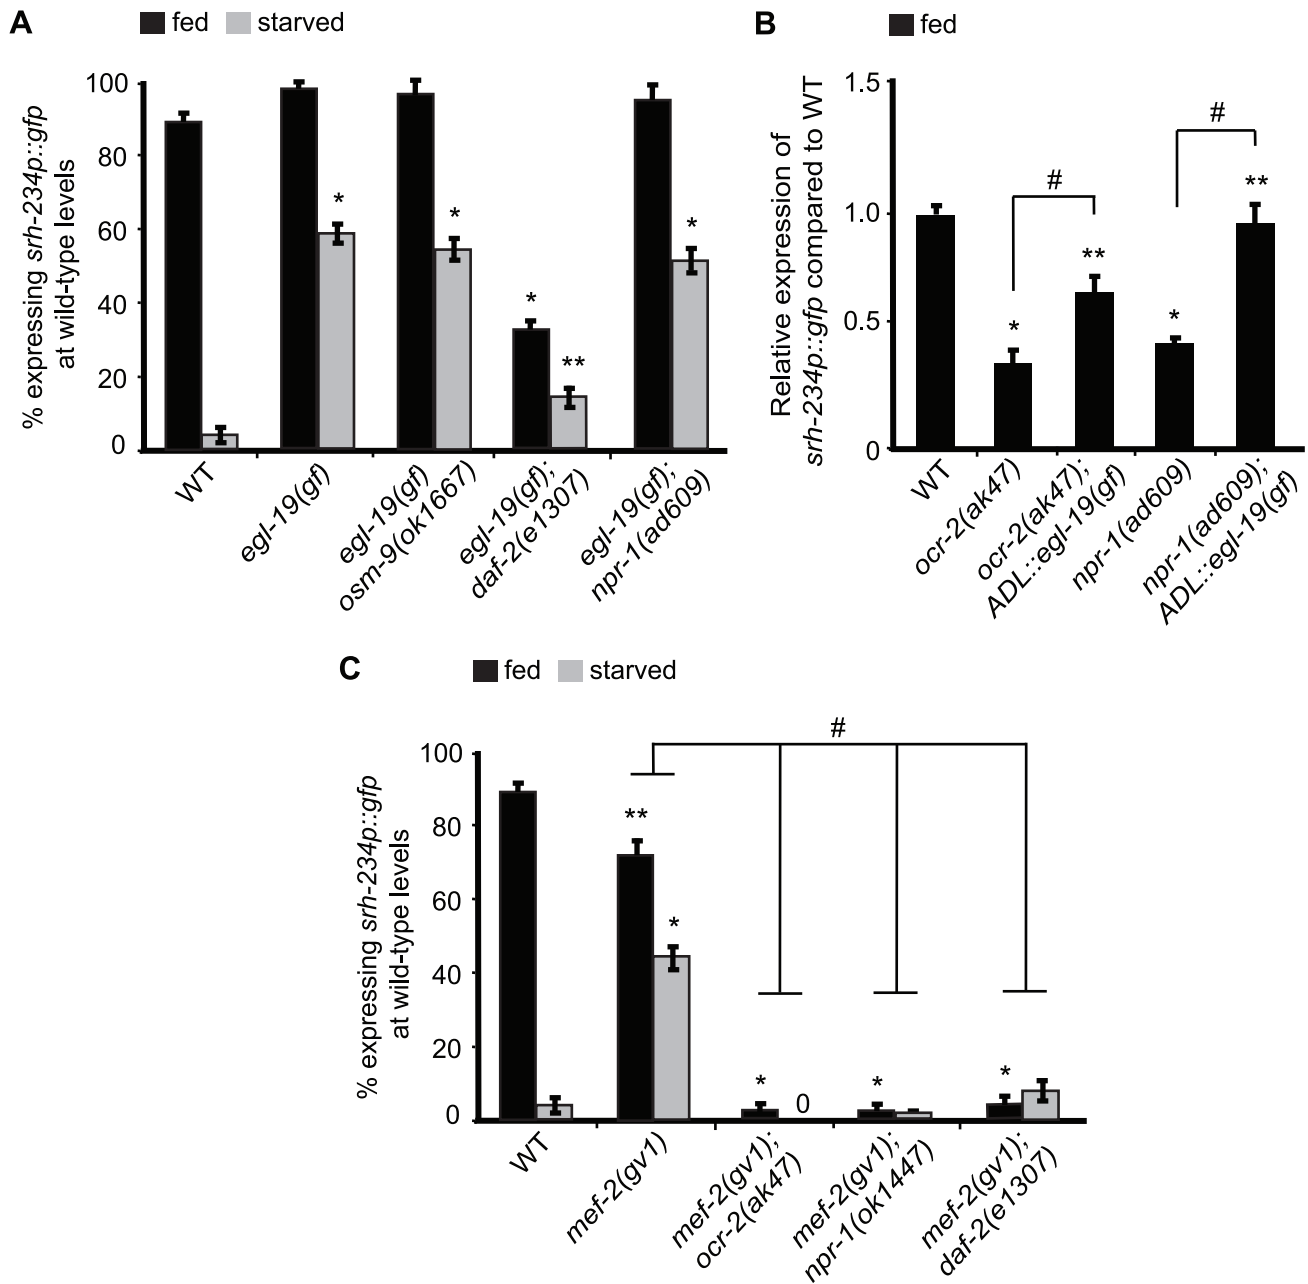 A
fed starved
% expressing srh-234p::gfp
at wild-type levels
100
80
60
40
20
0
*
*
*
**
*
WT
egl-19(gf)
egl-19(gf)
osm-9(ok1667)
egl-19(gf);
daf-2(e1307)
egl-19(gf);
npr-1(ad609)
B
fed
Relative expression of
srh-234p::gfp compared to WT
1.5
1.0
0.5
0
#
#
*
**
*
**
WT
ocr-2(ak47)
ocr-2(ak47);
ADL::egl-19(gf)
npr-1(ad609)
npr-1(ad609);
ADL::egl-19(gf)
C
fed starved
% expressing srh-234p::gfp
at wild-type levels
100
80
60
40
20
0
#
**
*
*
0
*
*
WT
mef-2(gv1)
mef-2(gv1);
ocr-2(ak47)
mef-2(gv1);
npr-1(ok1447)
mef-2(gv1);
daf-2(e1307)